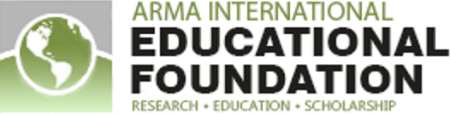 ARMA INTERNATIONAL
EDUCATIONAL
FOUNDATION
RESEARCH • EDUCATION • SCHOLARSHIP